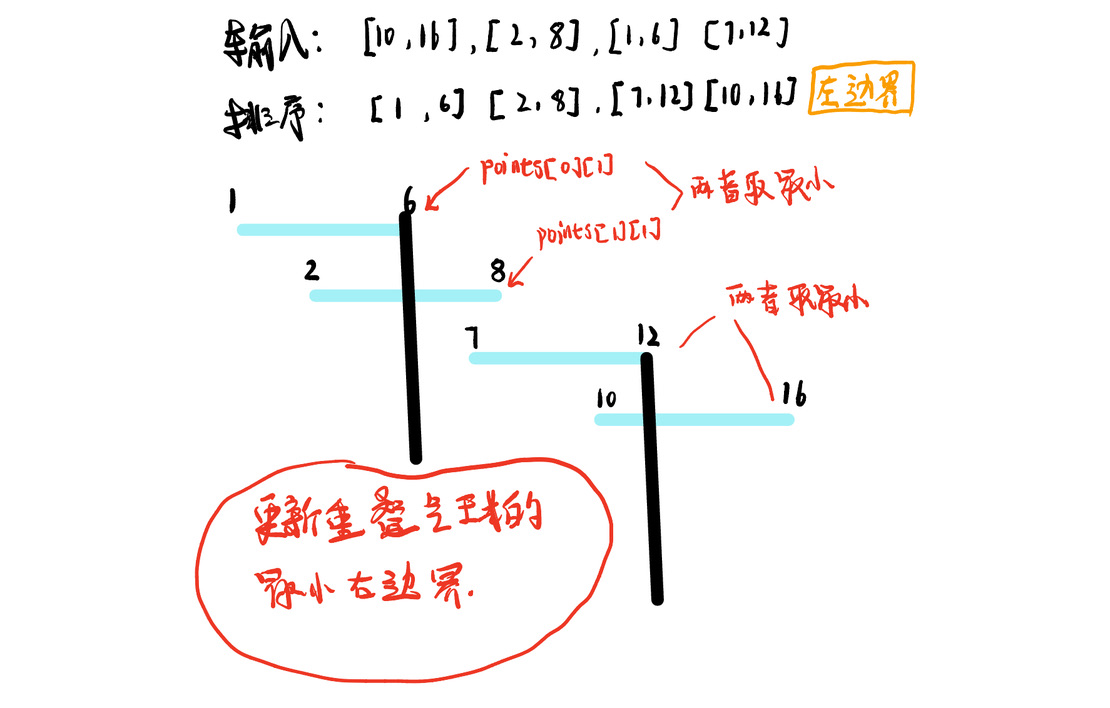 输入： [10,16],[2,8],[1,6] [7,12]
排序： [1,6] [2,8],[7,12][10,16] 左边界
points[0][1]
两者取最小
1 6
points[1][1]
2 8
两者取最小
7 12
10 16
更新重叠气球的
最小右边界.